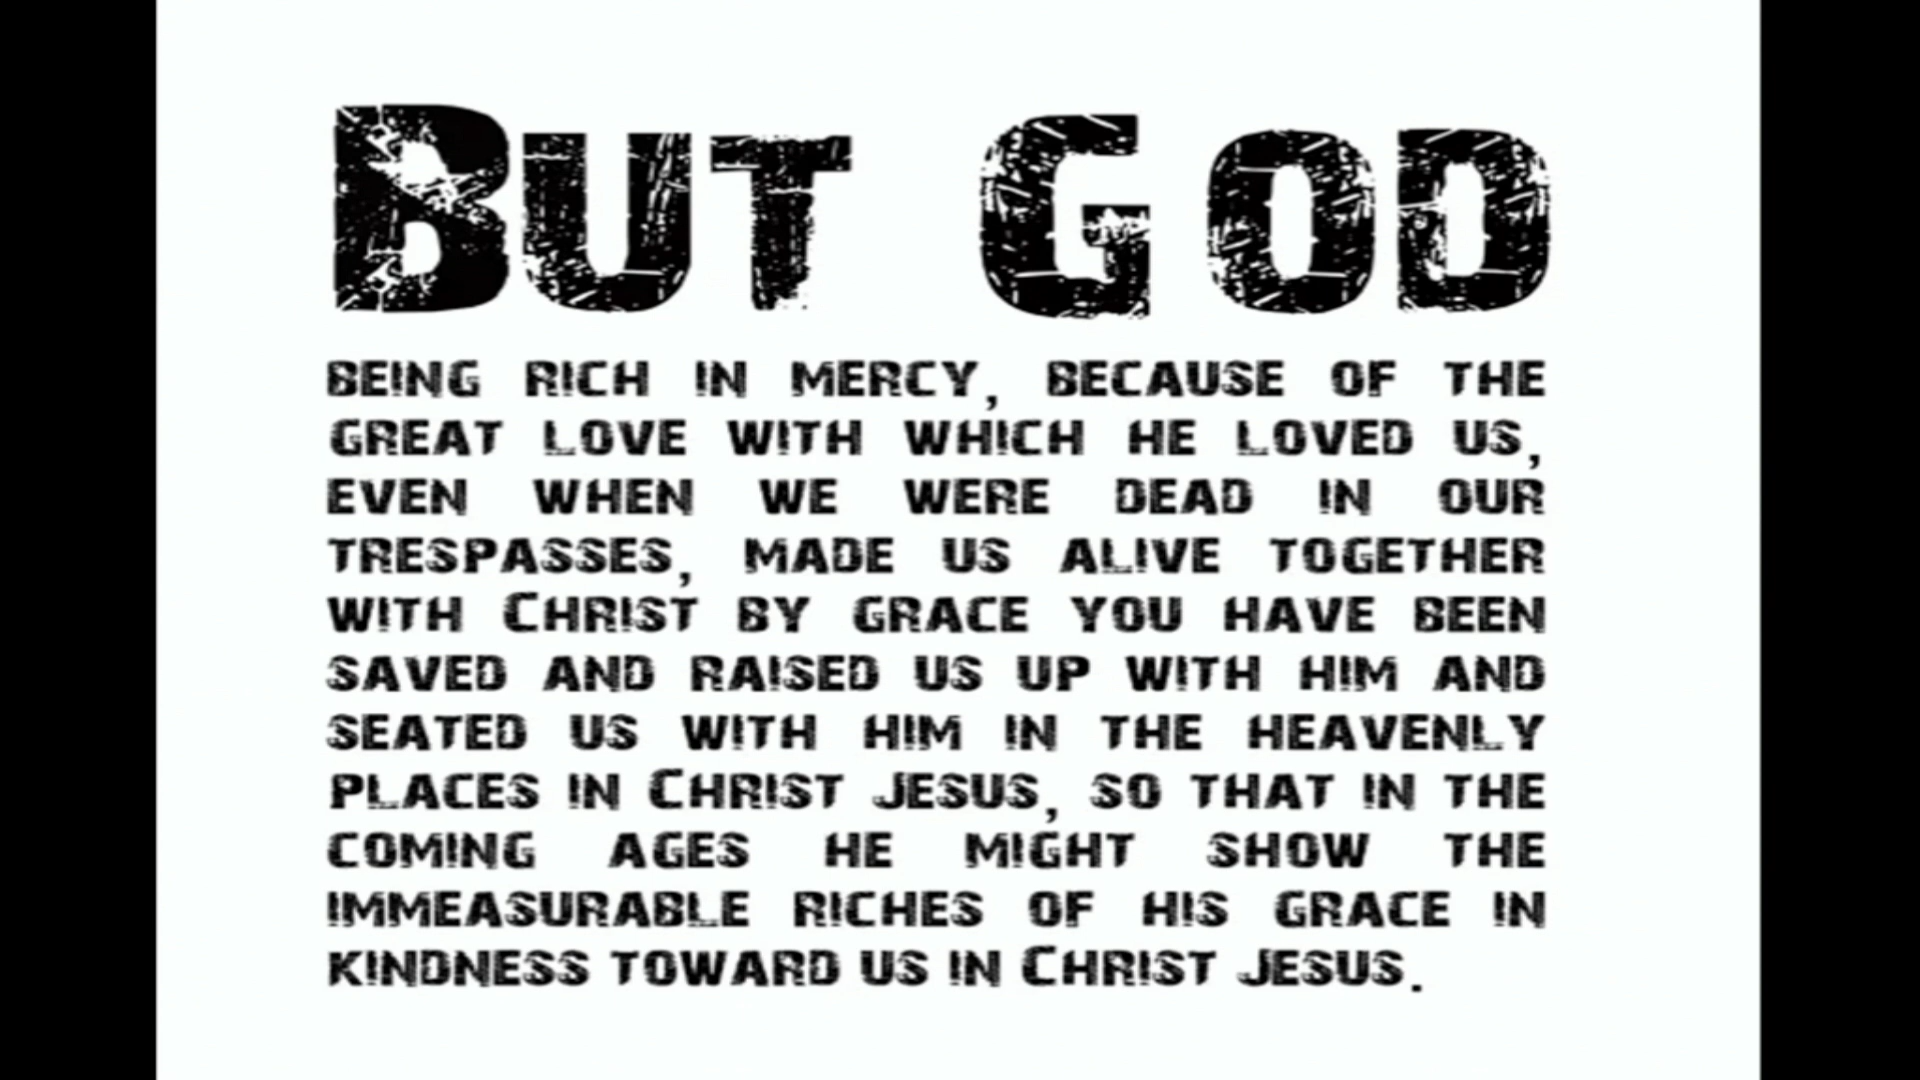 But God
being rich in mercy, because of the
great love with which he loved us,
even when we were dead in our
trespasses, made us alive together
with Christ by grace you have been
saved and raised us up with him and
seated us with him in the heavenly
places in Christ Jesus, so that in the
coming ages he might show the
immeasurable riches of his grace in
kindness toward us in Christ Jesus.